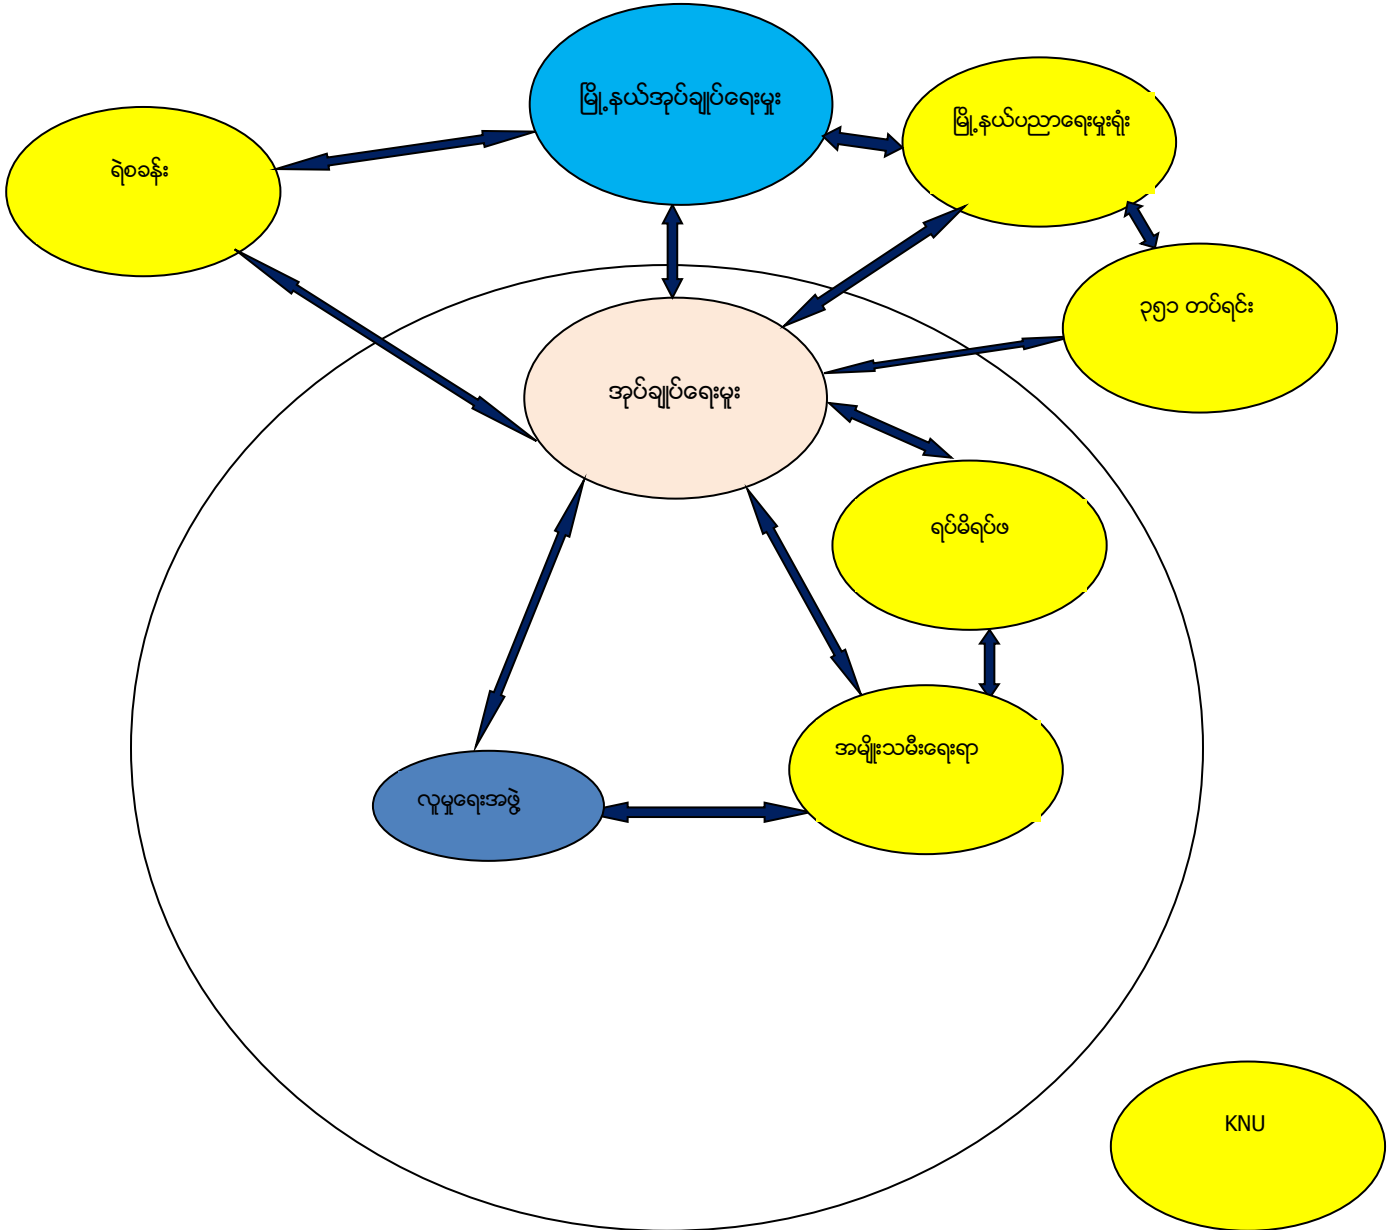 မြို့နယ်အုပ်ချုပ်ရေးမှုး
မြို့နယ်ပညာရေးမှုးရုံး
ရဲစခန်း
၃၅၁ တပ်ရင်း
အုပ်ချုပ်ရေးမူး
ရပ်မိရပ်ဖ
အမျိုးသမီးရေးရာ
လူမှုရေးအဖွဲ့
KNU